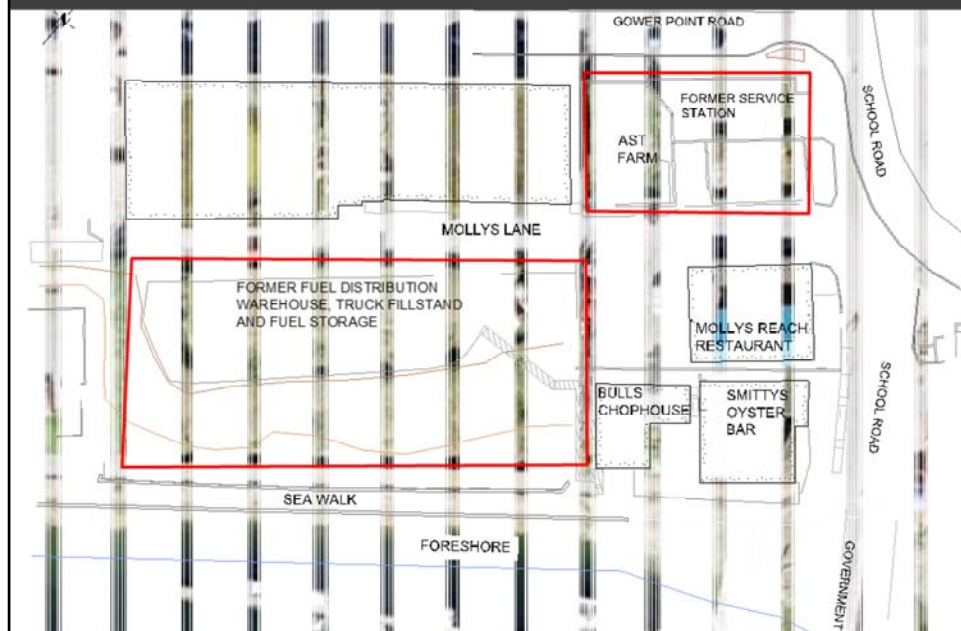 GOWER POINT ROAD
SCHOOL ROAD
FORMER SERVICE
STATION
AST
FARM
MOLLYS LANE
FORMER FUEL DISTRIBUTION
WAREHOUSE, TRUCK FILLSTAND
AND FUEL STORAGE
MOLLYS REACH
RESTAURANT
BULLS
CHOPHOUSE
SMITTYS
OYSTER
BAR
SCHOOL ROAD
SEA WALK
FORESHORE
GOVERNMENT